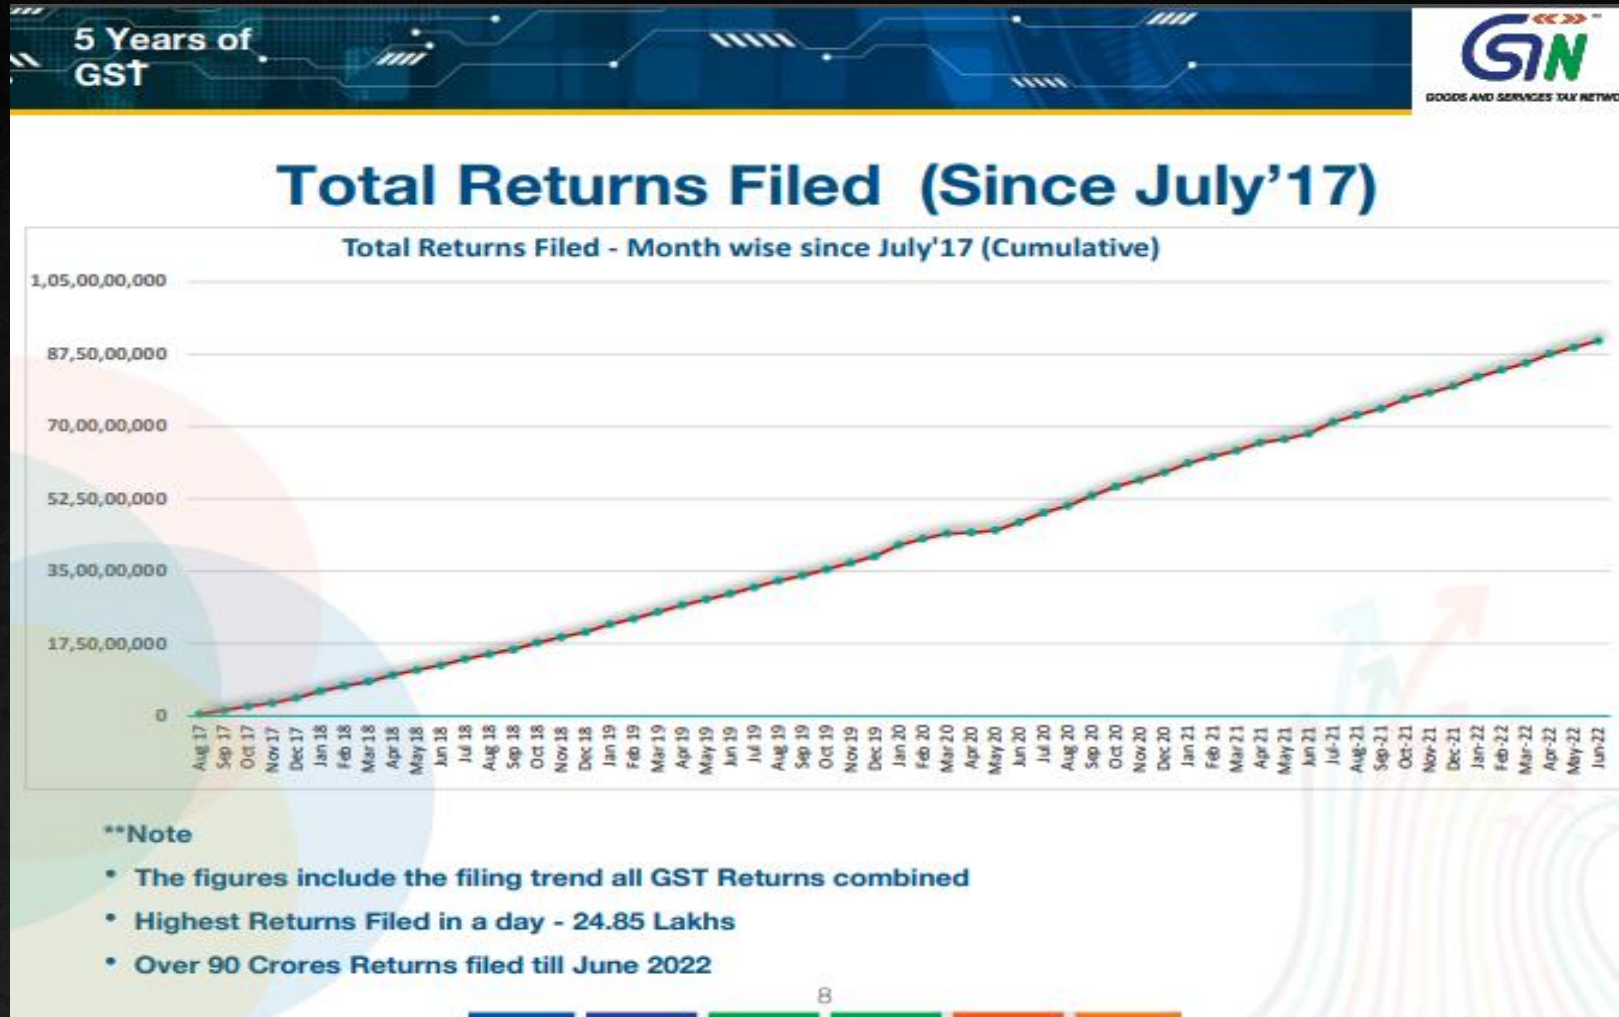 5 Years of
GST
GSTN
GOODS AND SERVICES TAX NETWO
Total Returns Filed (Since July’17)
Total Returns Filed - Month wise since July'17 (Cumulative)
1,05,00,00,000
87,50,00,000
70,00,00,000
52,50,00,000
35,00,00,000
17,50,00,000
0
Aug 17
Sep 17
Oct 17
Nov 17
Dec 17
Jan 18
Feb 18
Mar 18
Apr 18
May 18
Jun 18
Jul 18
Aug 18
Sep 18
Oct 18
Nov 18
Dec 18
Jan 19
Feb 19
Mar 19
Apr 19
May 19
Jun 19
Jul 19
Aug 19
Sep 19
Oct 19
Nov 19
Dec 19
Jan 20
Feb 20
Mar 20
Apr 20
May 20
Jun 20
Jul 20
Aug 20
Sep 20
Oct 20
Nov 20
Dec 20
Jan 21
Feb 21
Mar 21
Apr 21
May 21
Jun 21
Jul-21
Aug-21
Sep-21
Oct-21
Nov-21
Dec-21
Jan-22
Feb-22
Mar-22
Apr-22
May-22
Jun-22
**Note
• The figures include the filing trend all GST Returns combined
• Highest Returns Filed in a day - 24.85 Lakhs
• Over 90 Crores Returns filed till June 2022
8